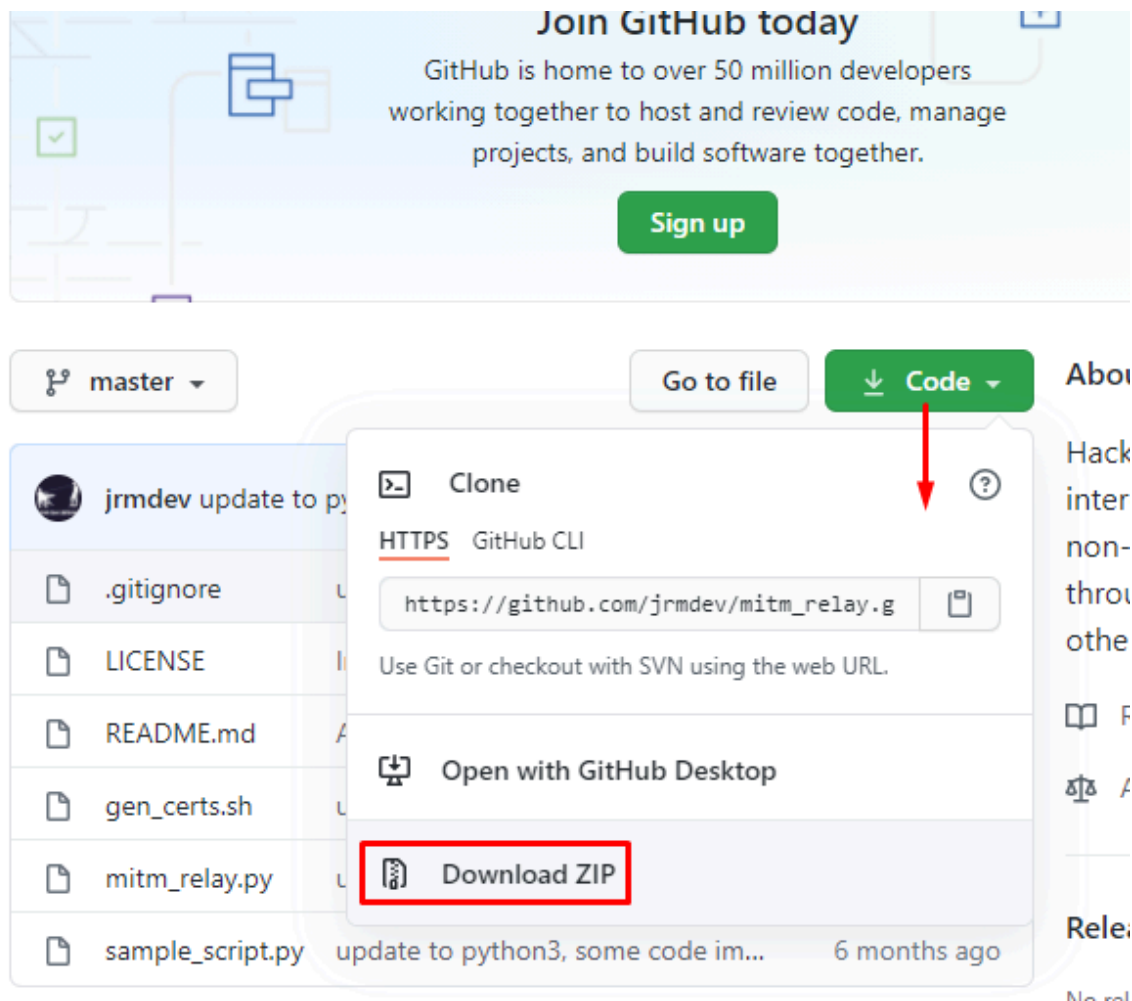 Join GitHub today
GitHub is home to over 50 million developers
working together to host and review code, manage
projects, and build software together.
Sign up
master
Go to file
Code
jrmdev update to
Clone
HTTPS GitHub CLI
https://github.com/jrmdev/mitm_relay.g
Use Git or checkout with SVN using the web URL.
Open with GitHub Desktop
Download ZIP
.gitignore
LICENSE
README.md
gen_certs.sh
mitm_relay.py
sample_script.py update to python3, some code im... 6 months ago
Abou
Hack
inter
non-
throu
othe
R
A
Relea
No rel